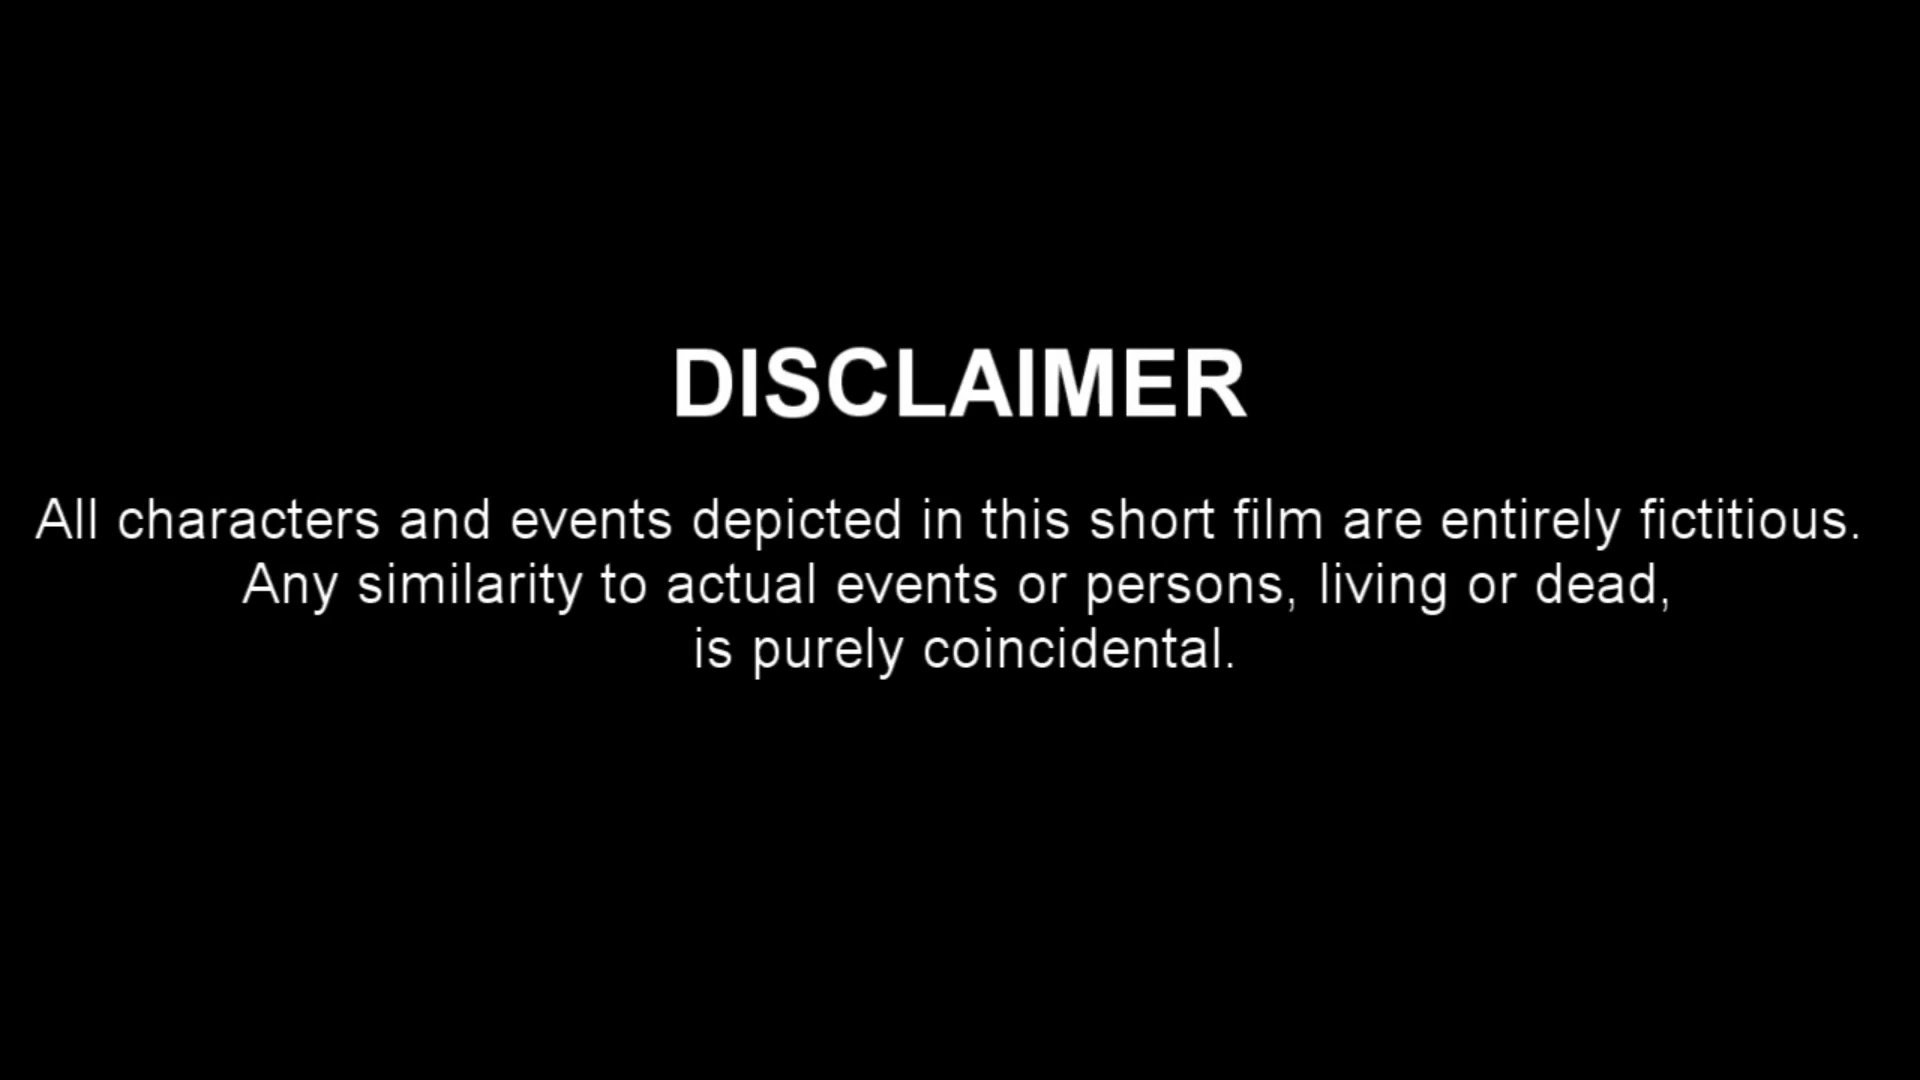 DISCLAIMER
All characters and events depicted in this short film are entirely fictitious.
Any similarity to actual events or persons, living or dead,
is purely coincidental.